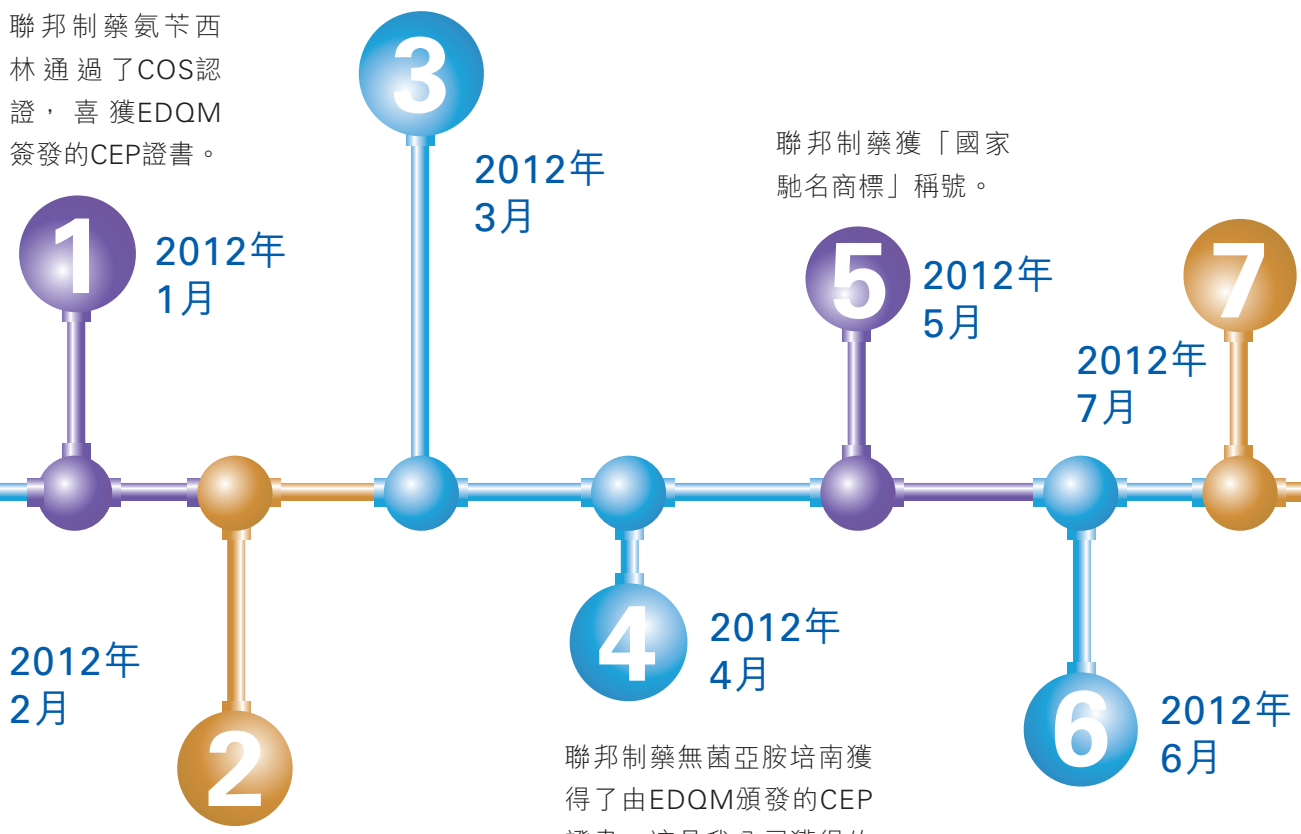 聯邦制藥氨苄西
林通過了COS認
證，喜獲EDQM
簽發的CEP證書。
1
2012年
1月
2012年
2月
2
3
2012年
3月
4
2012年
4月
聯邦制藥無菌亞胺培南獲
得了由EDQM頒發的CEP
聯邦制藥獲「國家
馳名商標」稱號。
5
2012年
5月
6
2012年
6月
2012年
7月
7